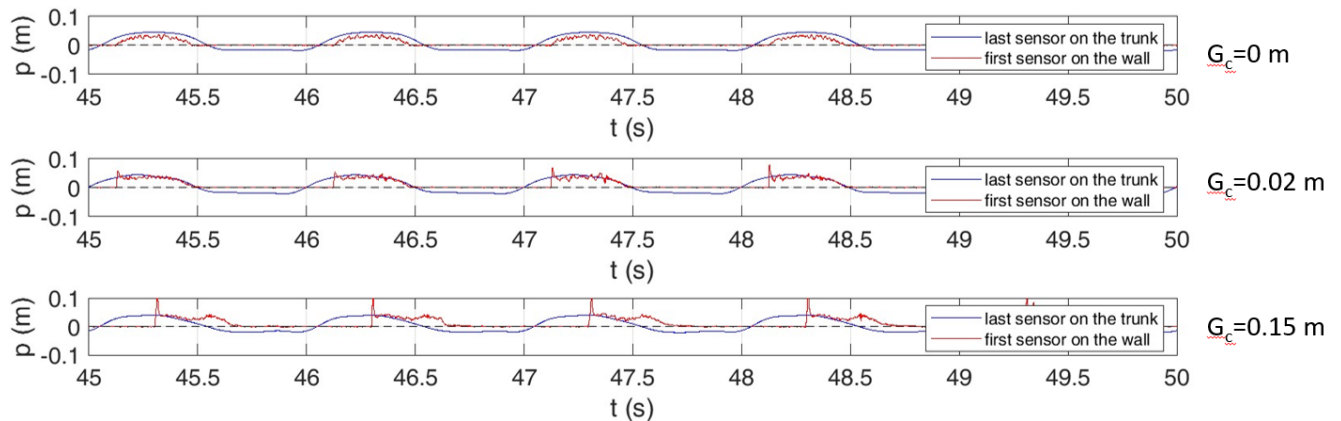 0.1
p (m)
0
-0.1
last sensor on the trunk
first sensor on the wall
G_c=0 m
45 45.5 46 46.5 47 47.5 48 48.5 49 49.5 50
t (s)
0.1
p (m)
0
-0.1
last sensor on the trunk
first sensor on the wall
G_c=0.02 m
45 45.5 46 46.5 47 47.5 48 48.5 49 49.5 50
t (s)
0.1
p (m)
0
-0.1
last sensor on the trunk
first sensor on the wall
G_c=0.15 m
45 45.5 46 46.5 47 47.5 48 48.5 49 49.5 50
t (s)